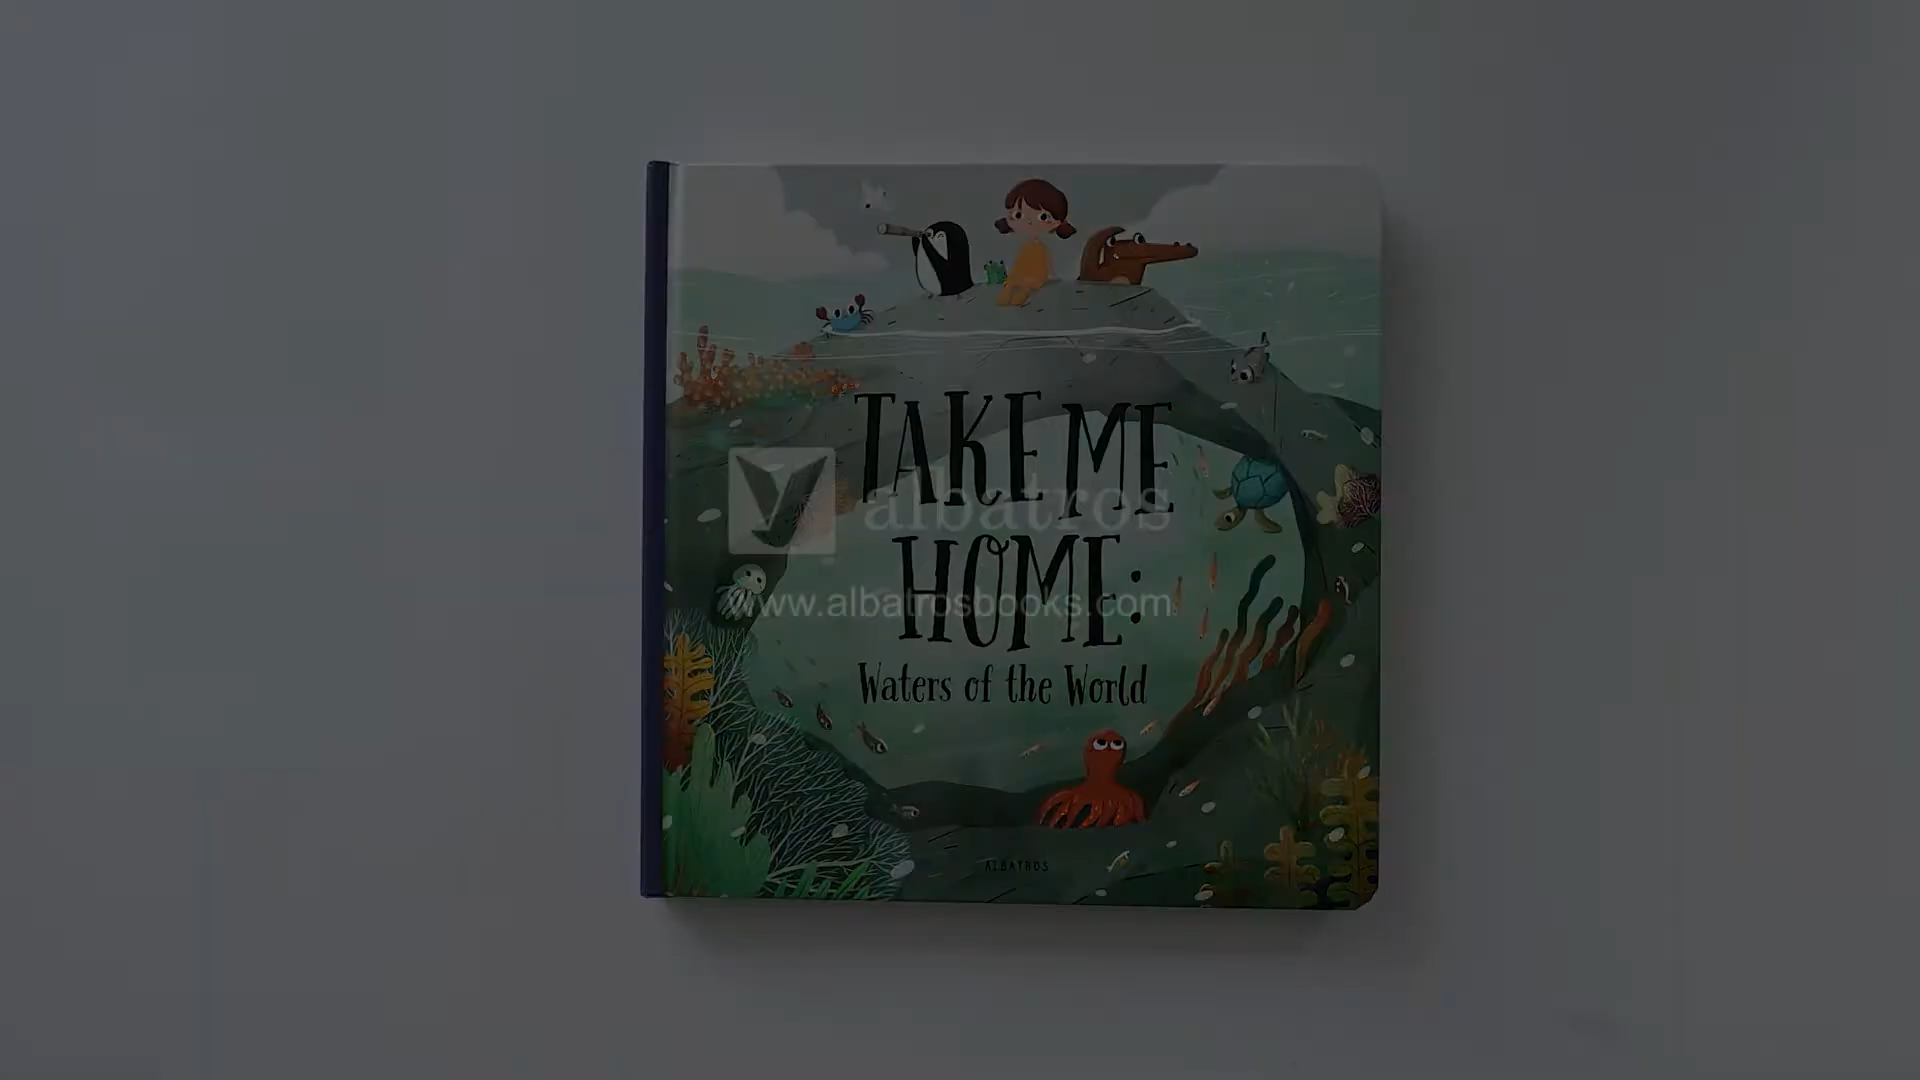 TAKE ME
albatros
HOME:
www.albatrosbooks.com
Waters of the World
ALBATROS